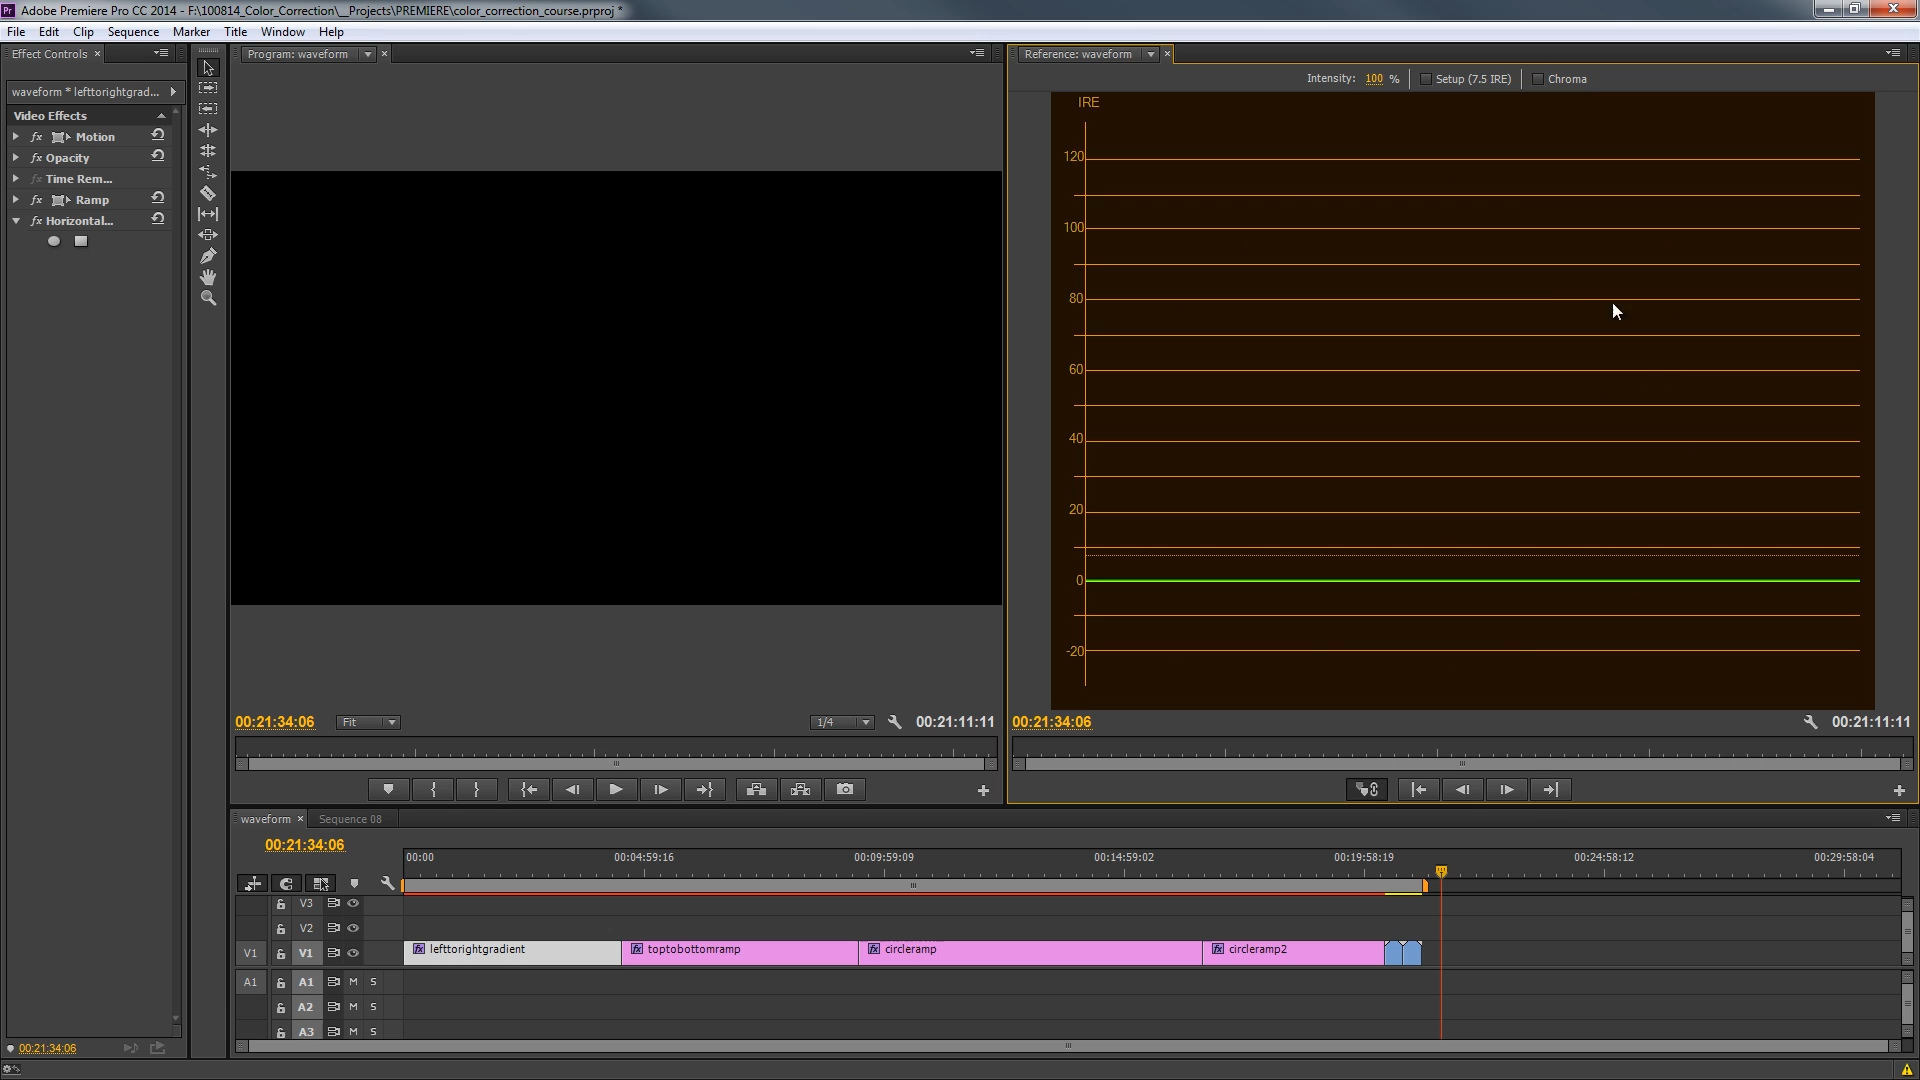 Pr Adobe Premiere Pro CC 2014 - F:\100814_Color_Correction\__Projects\PREMIERE\color_correction_course.prproj *
File Edit Clip Sequence Marker Title Window Help
Effect Controls
waveform * lefttorightgrad...
Video Effects
fx Motion
fx Opacity
fx Time Rem...
fx Ramp
fx Horizontal...
00:21:34:06
Program: waveform
00:21:34:06
Fit
1/4
00:21:11:11
Reference: waveform
Intensity: 100 %
Setup (7.5 IRE)
Chroma
IRE
120
100
80
60
40
20
0
-20
00:21:34:06
00:21:11:11
waveform
Sequence 08
00:21:34:06
00:00
00:04:59:16
00:09:59:09
00:14:59:02
00:19:58:19
00:24:58:12
00:29:58:04
V3
V2
V1 V1
fx lefttorightgradient
fx toptobottomramp
fx circleramp
fx circleramp2
A1 A1 M S
A2 M S
A3 M S